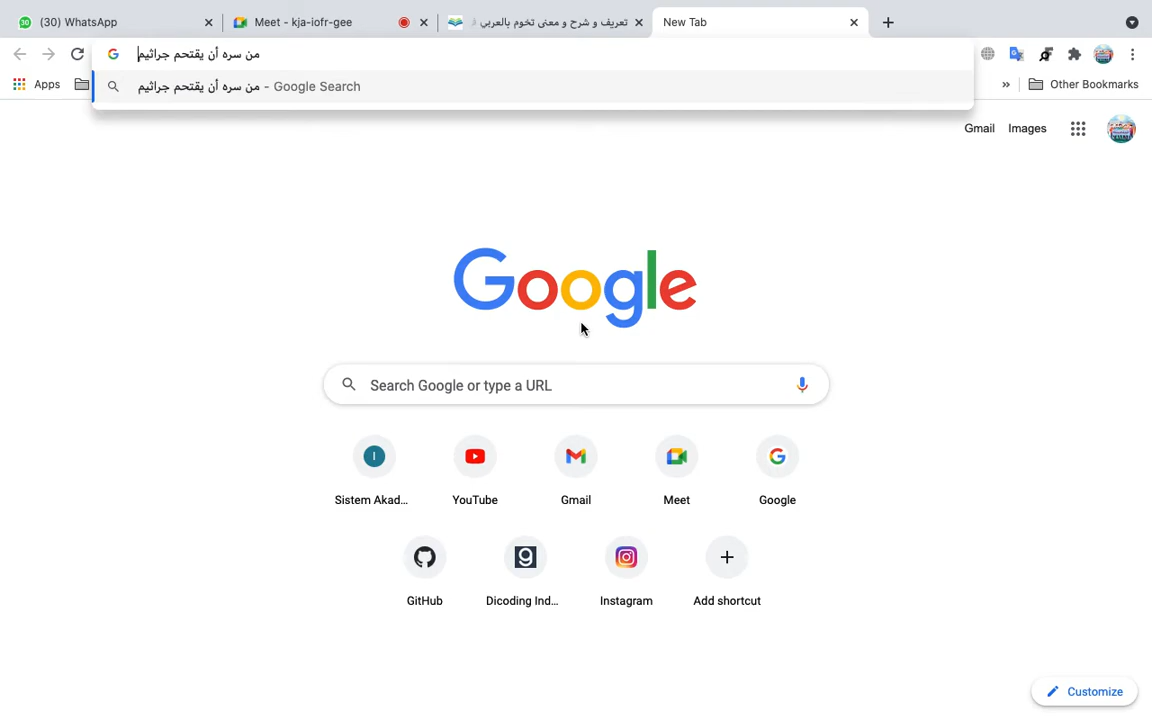 (30) WhatsApp
Meet - kja-iofr-gee
تعريف و شرح و معنى تخوم بالعربي
New Tab
من سره أن يقتحم جراثيم
من سره أن يقتحم جراثيم - Google Search
Apps
»
Other Bookmarks
Gmail
Images
Google
Search Google or type a URL
Sistem Akad...
YouTube
Gmail
Meet
Google
GitHub
Dicoding Ind...
Instagram
Add shortcut
Customize